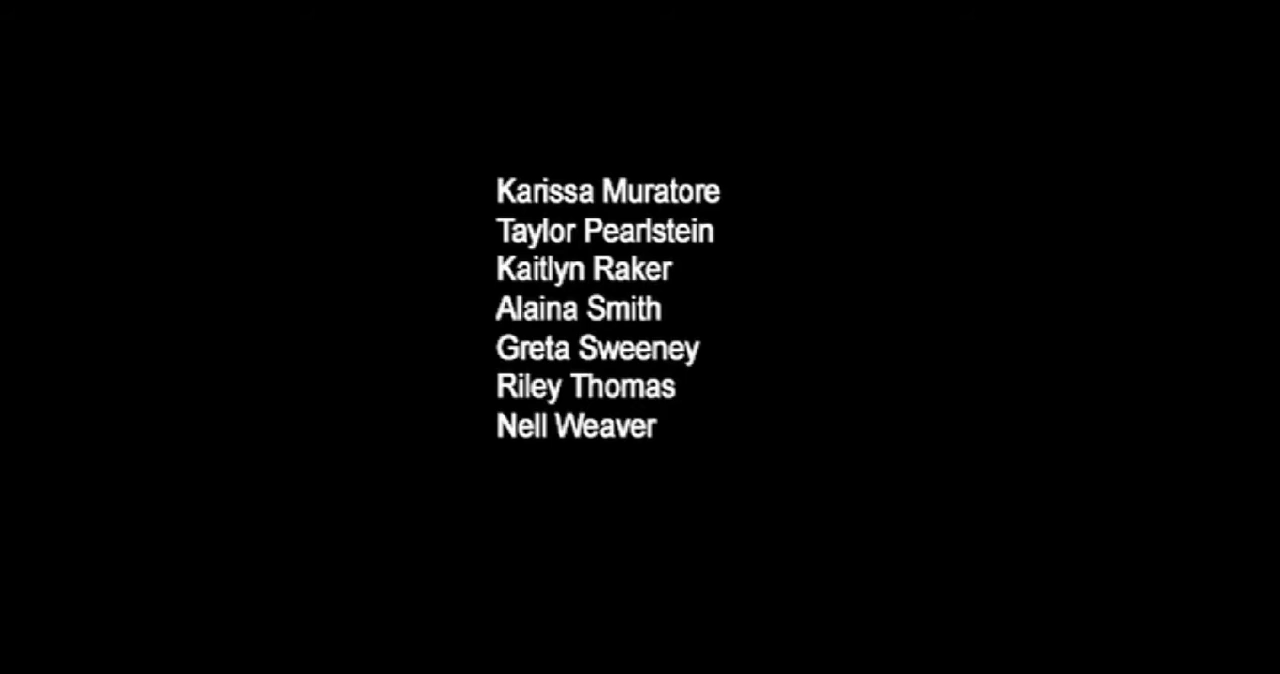 Karissa Muratore
Taylor Pearlstein
Kaitlyn Raker
Alaina Smith
Greta Sweeney
Riley Thomas
Nell Weaver